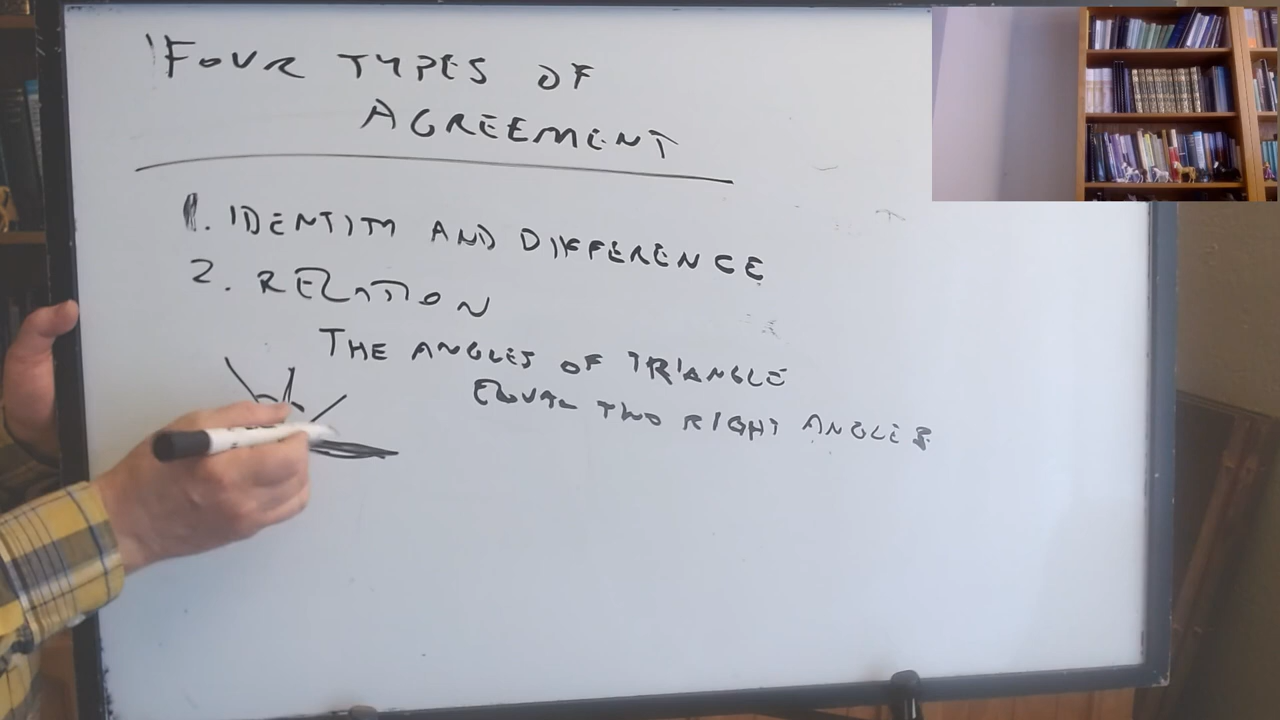 FOUR TYPES OF
AGREEMENT
1. IDENTITY AND DIFFERENCE
2. RELATION
THE ANGLES OF TRIANGLE
EQUAL TWO RIGHT ANGLES